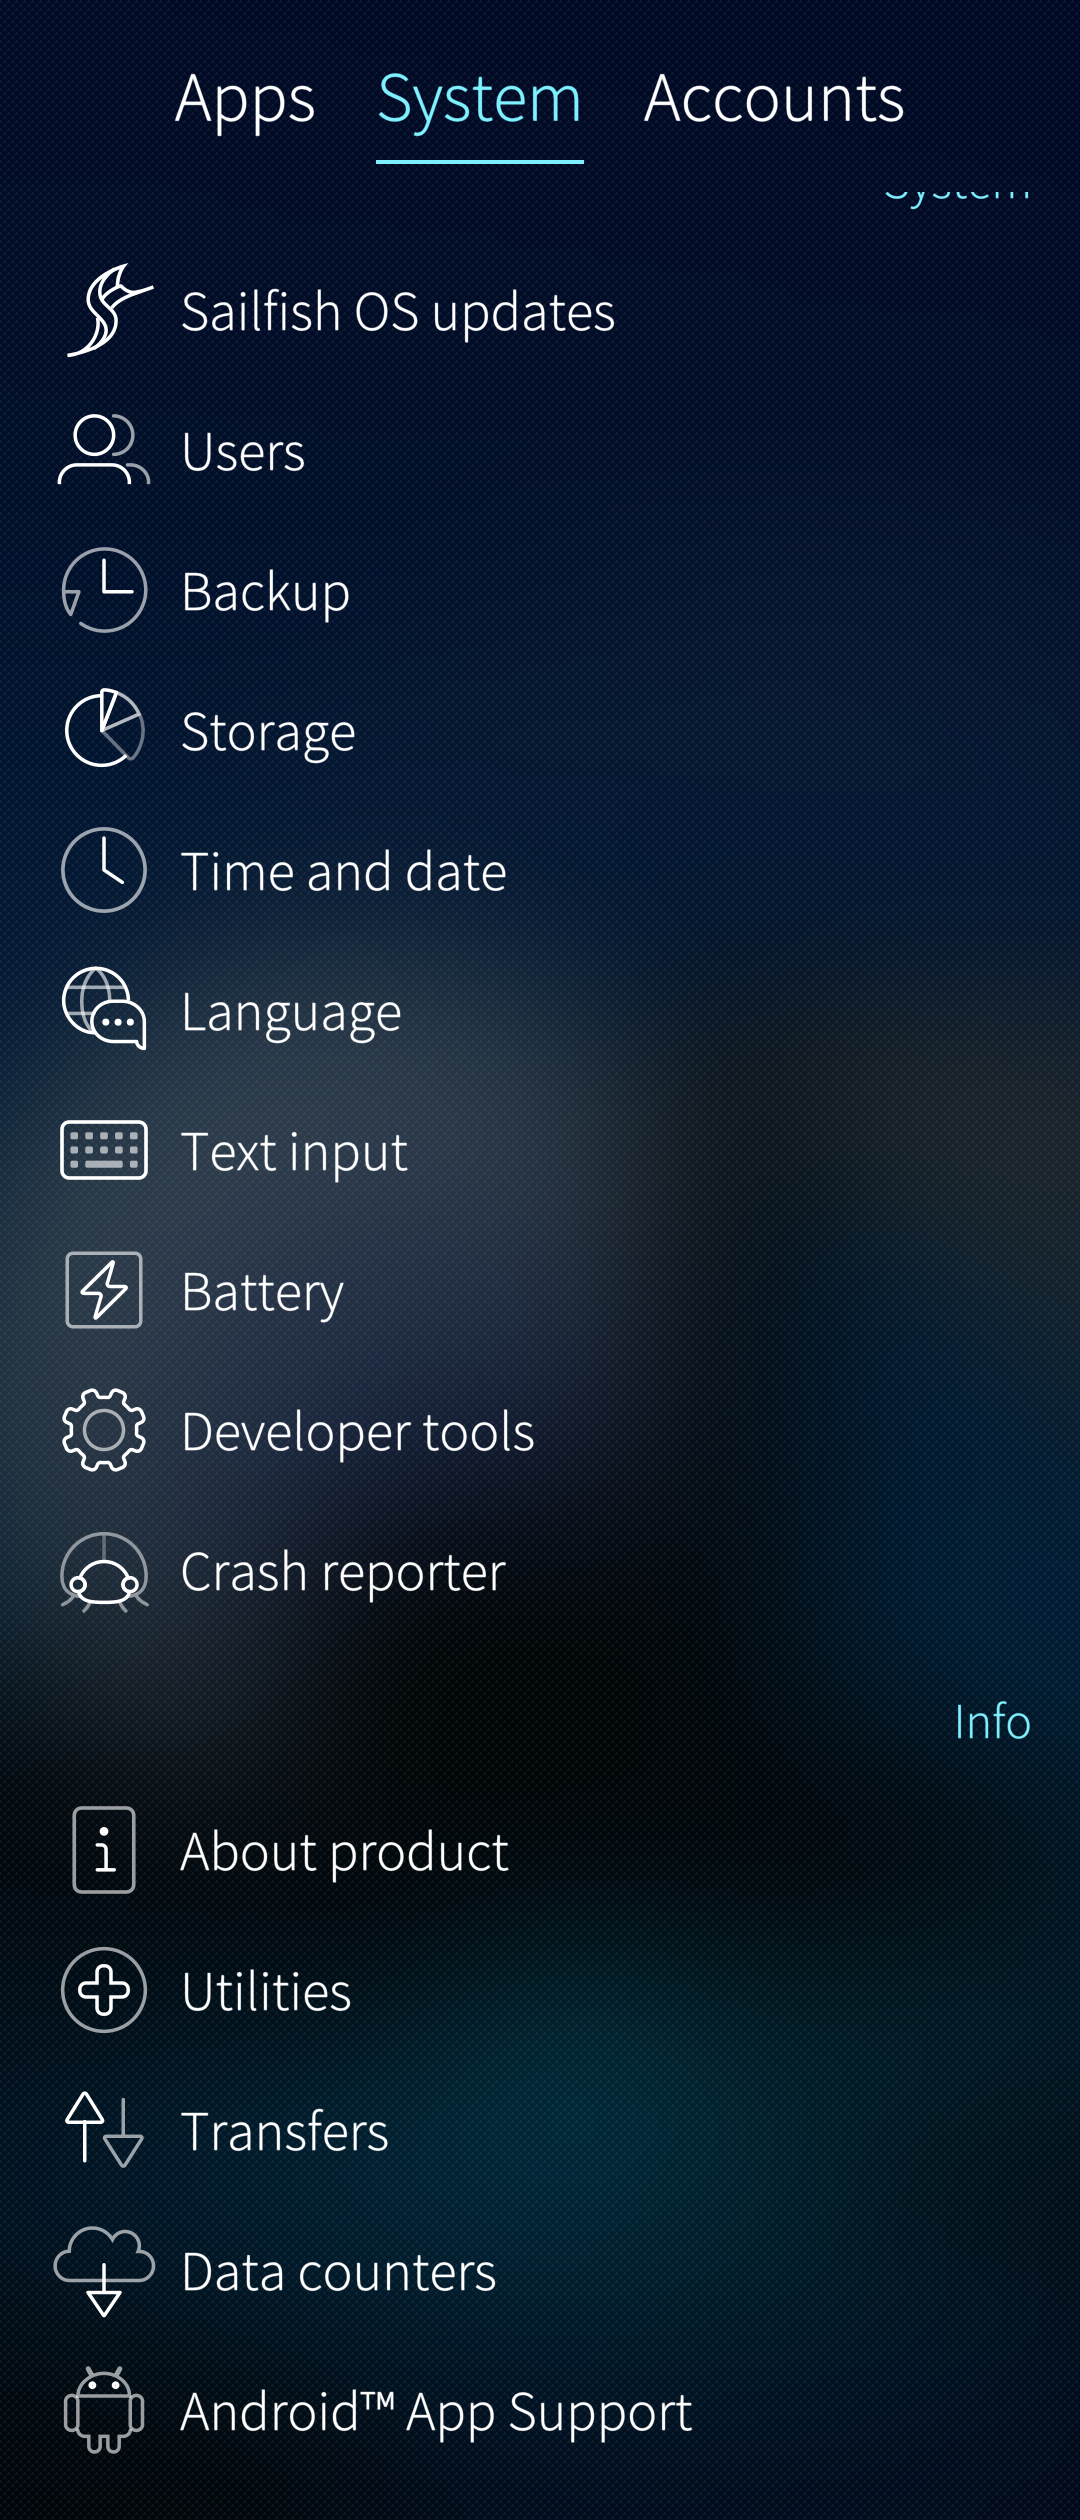 Apps System Accounts
System
Sailfish OS updates
Users
Backup
Storage
Time and date
Language
Text input
Battery
Developer tools
Crash reporter
Info
About product
Utilities
Transfers
Data counters
Android™ App Support